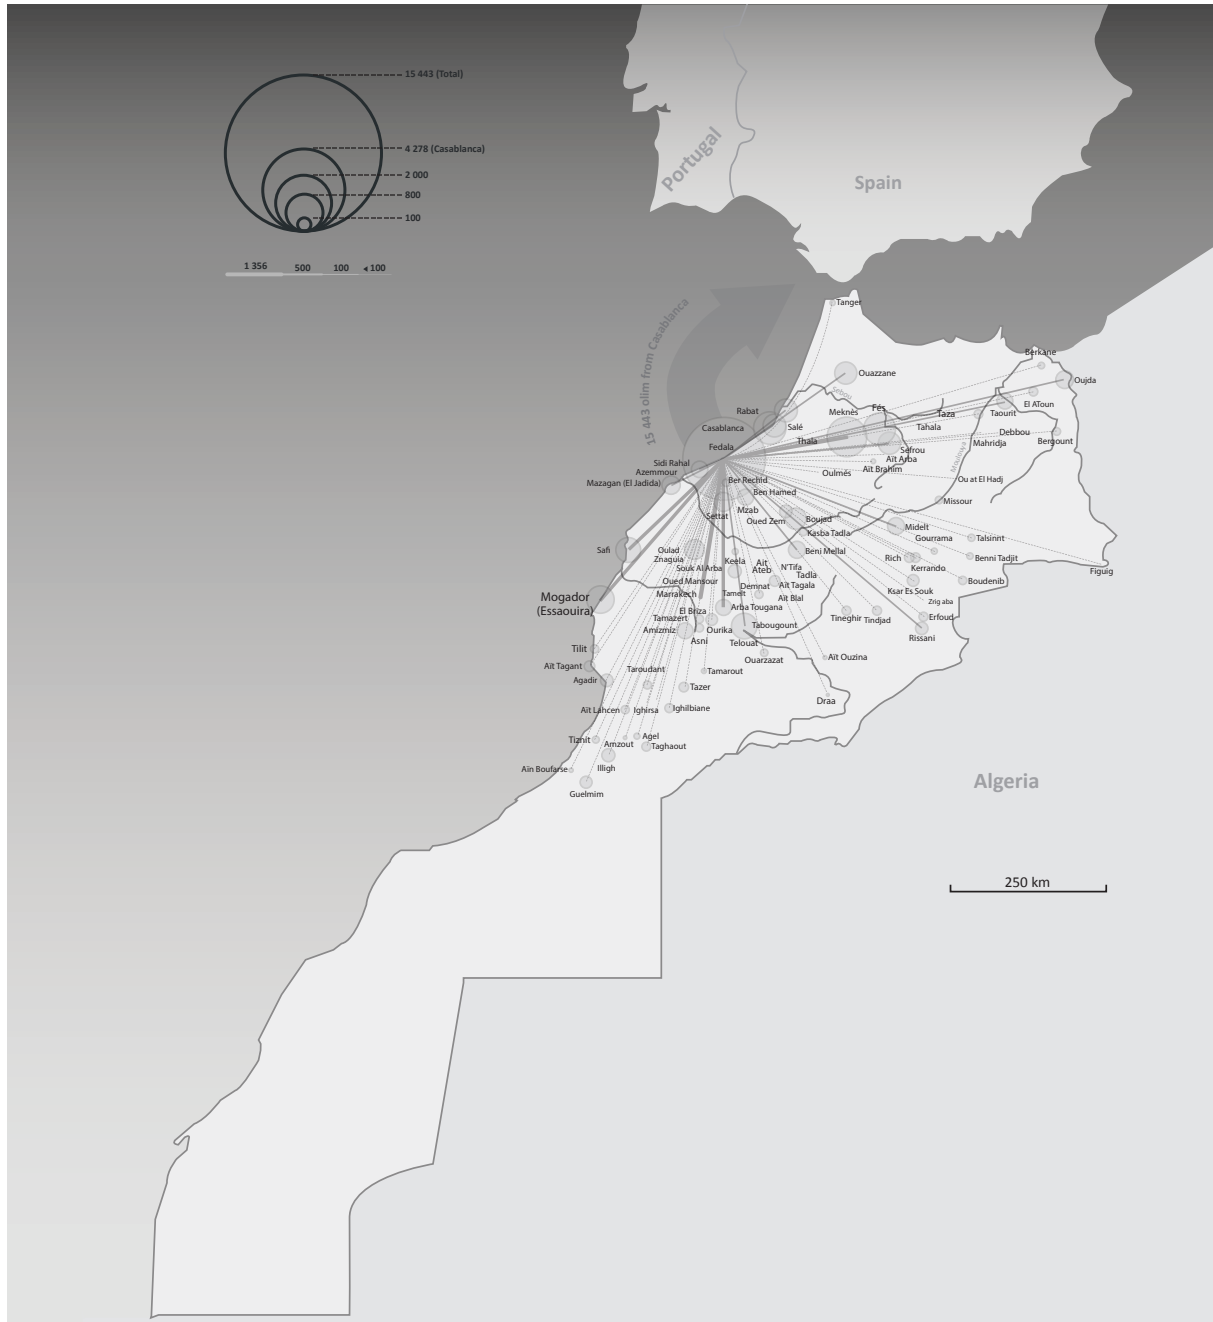 15 443 (Total)
4 278 (Casablanca)
2 000
800
100
1 356
500
100
◂ 100
Portugal
Spain
15 443 olim from Casablanca
Tanger
Berkane
Ouazzane
Oujda
Sebou
El AToun
Rabat
Meknès
Fés
Taza
Taourit
Casablanca
Salé
Tahala
Debbou
Fedala
Thala
Mahridja
Bergount
Sefrou
Sidi Rahal
Aït Arba
Azemmour
Aït Brahim
Moulouya
Mazagan (El Jadida)
Ber Rechid
Oulmés
Ou at El Hadj
Ben Hamed
Missour
Settat
Mzab
Oued Zem
Boujad
Midelt
Kasba Tadla
Gourrama
Talsinnt
Safi
Oulad
Znaguia
Beni Mellal
Rich
Benni Tadjit
Keela
Ait
Ateb
Souk Al Arba
N'Tifa
Kerrando
Figuig
Tadla
Oued Mansour
Boudenib
Demnat
Aït Tagala
Ksar Es Souk
Marrakech
Tameit
Mogador
(Essaouira)
Aït Blal
Zrig aba
El Briza
Arba Tougana
Tamazert
Tineghir
Tindjad
Erfoud
Amizmiz
Ourika
Tabougount
Asni
Rissani
Telouat
Tilit
Ouarzazat
Aït Ouzina
Aït Tagant
Taroudant
Tamarout
Agadir
Tazer
Draa
Aït Lahcen
Ighirsa
Ighilbiane
Tiznit
Agel
Amzout
Taghaout
Aïn Boufarse
Illigh
Guelmim
Algeria
250 km